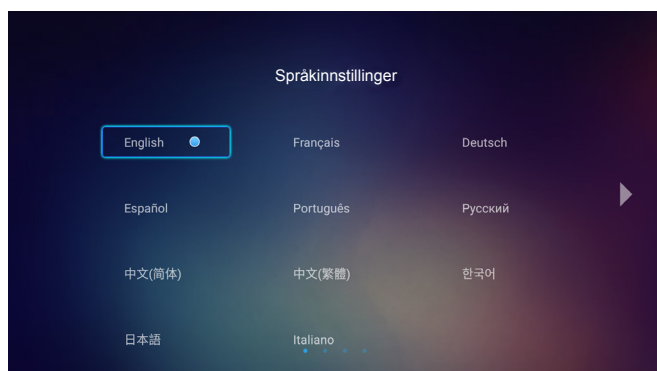 Språkinnstillinger
English Français Deutsch
Español Português Русский
中文(简体) 中文(繁體) 한국어
日本語 Italiano